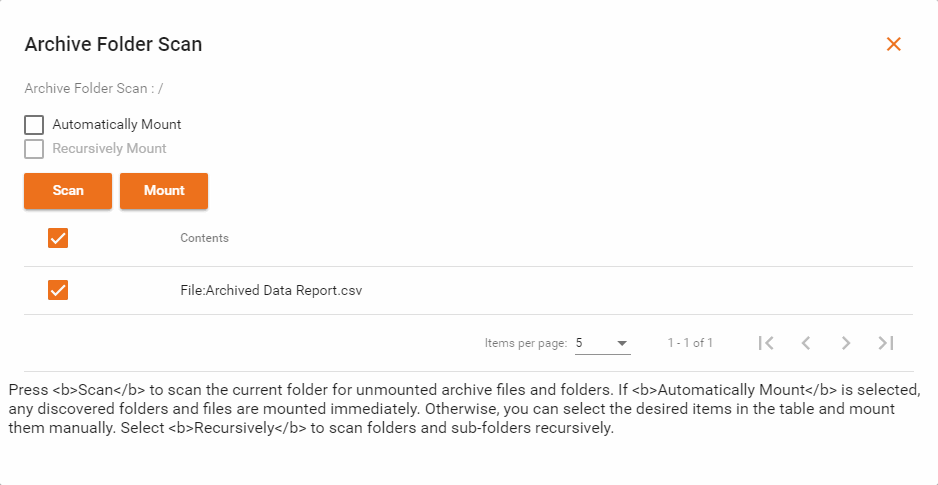 Archive Folder Scan
Archive Folder Scan : /
Automatically Mount
Recursively Mount
Scan Mount
Contents
File:Archived Data Report.csv
Items per page: 5 1 - 1 of 1
Press <b>Scan</b> to scan the current folder for unmounted archive files and folders. If <b>Automatically Mount</b> is selected,
any discovered folders and files are mounted immediately. Otherwise, you can select the desired items in the table and mount
them manually. Select <b>Recursively</b> to scan folders and sub-folders recursively.